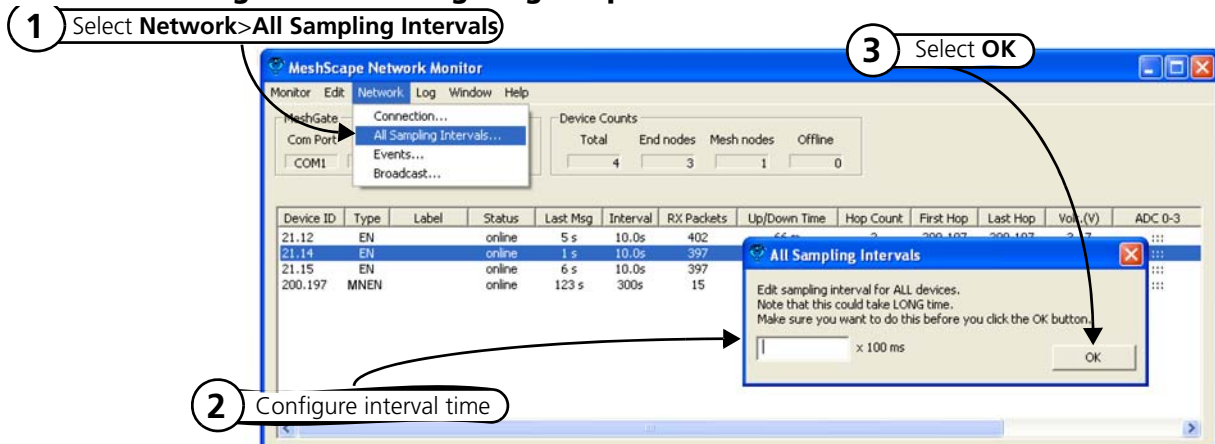 1 Select Network>All Sampling Intervals
3 Select OK
MeshScape Network Monitor
Monitor Edit Network Log Window Help
MeshGate
Com Port
COM1
Connection...
All Sampling Intervals...
Events...
Broadcast...
Device Counts
Total End nodes Mesh nodes Offline
4 3 1 0
Device ID Type Label Status Last Msg Interval RX Packets Up/Down Time Hop Count First Hop Last Hop ADC 0-3
21.12 EN online 5 s 10.0s 402 :::
21.14 EN online 1 s 10.0s 397 :::
21.15 EN online 6 s 10.0s 397 :::
200.197 MNEN online 123 s 300s 15 :::
All Sampling Intervals
Edit sampling interval for ALL devices.
Note that this could take LONG time.
Make sure you want to do this before you click the OK button.
x 100 ms
OK
2 Configure interval time